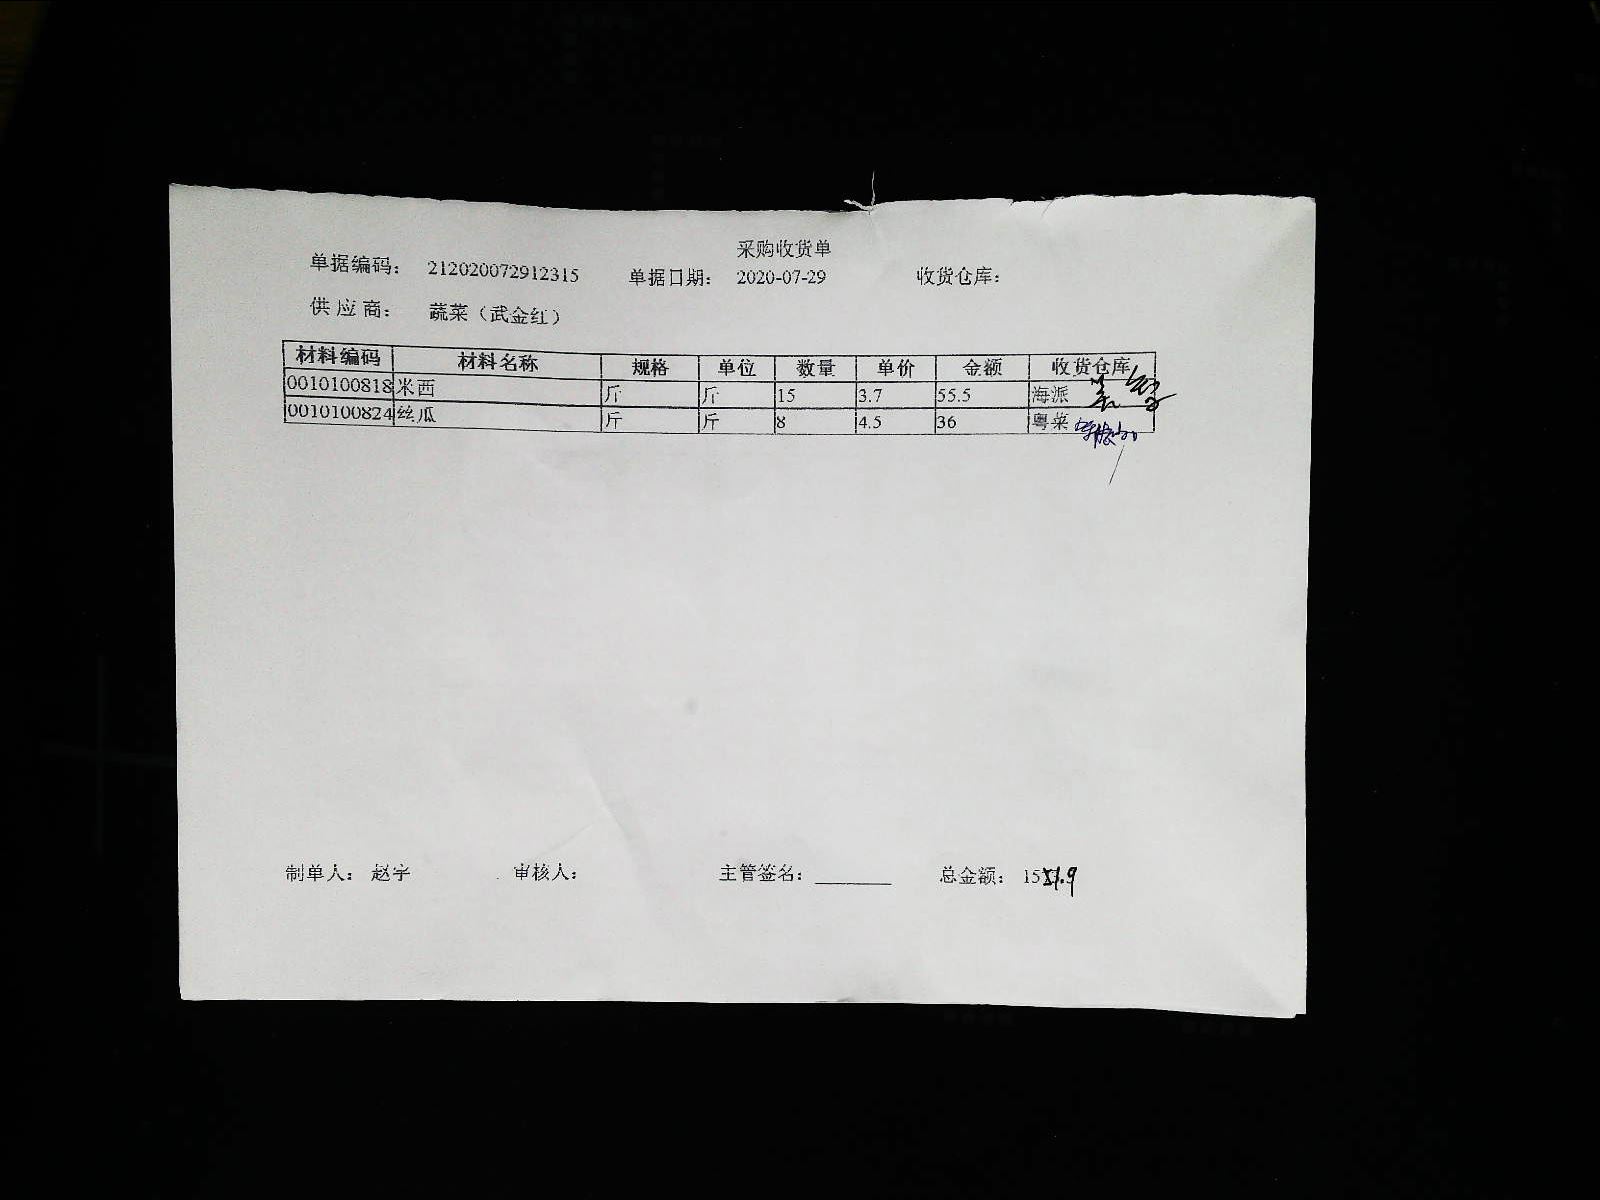 采购收货单
单据编码： 212020072912315 单据日期： 2020-07-29 收货仓库：
供应商： 蔬菜（武金红）
材料编码 材料名称 规格 单位 数量 单价 金额 收货仓库
0010100818 米西 斤 斤 15 3.7 55.5 海派
0010100824 丝瓜 斤 斤 8 4.5 36 粤菜
制单人： 赵宇 审核人： 主管签名： 总金额：